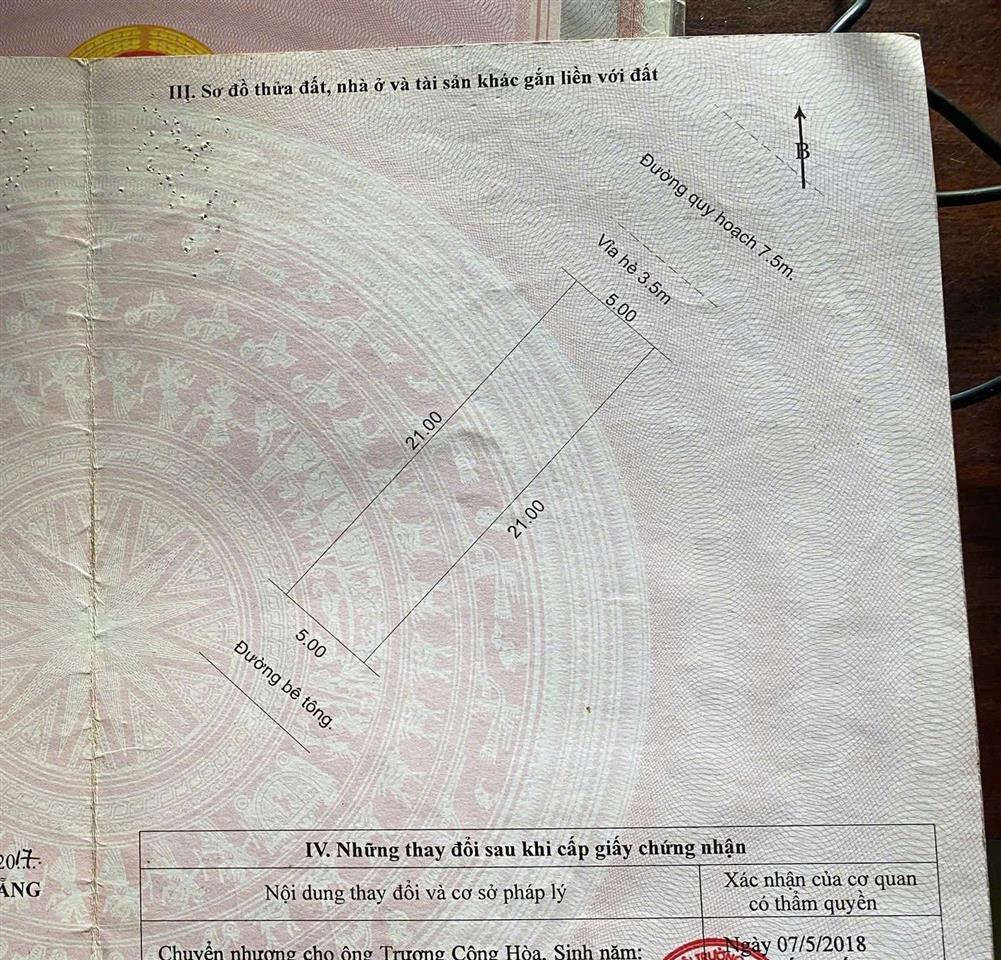 III. Sơ đồ thửa đất, nhà ở và tài sản khác gắn liền với đất
B
Đường quy hoạch 7.5m.
Vỉa hè 3.5m
5.00
21.00
21.00
5.00
Đường bê tông.
2017.
ẴNG
IV. Những thay đổi sau khi cấp giấy chứng nhận
Nội dung thay đổi và cơ sở pháp lý
Xác nhận của cơ quan
có thẩm quyền
Chuyển nhượng cho ông Trương Công Hòa, Sinh năm:
Ngày 07/5/2018
TRƯỜNG